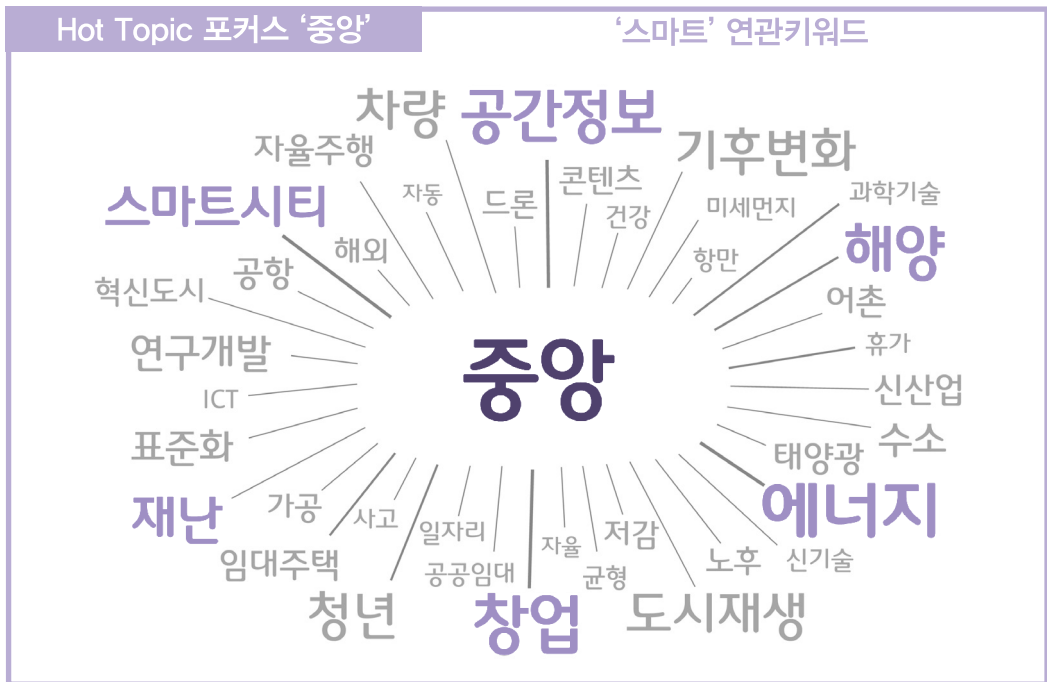 Hot Topic 포커스 ‘중앙’
‘스마트’ 연관키워드
차량
공간정보
기후변화
자율주행
스마트시티
자동
드론
콘텐츠
건강
미세먼지
과학기술
해양
해외
항만
공항
혁신도시
어촌
연구개발
중앙
휴가
ICT
신산업
표준화
수소
태양광
재난
가공
사고
에너지
임대주택
일자리
자율
저감
공공임대
균형
노후
신기술
청년
창업
도시재생